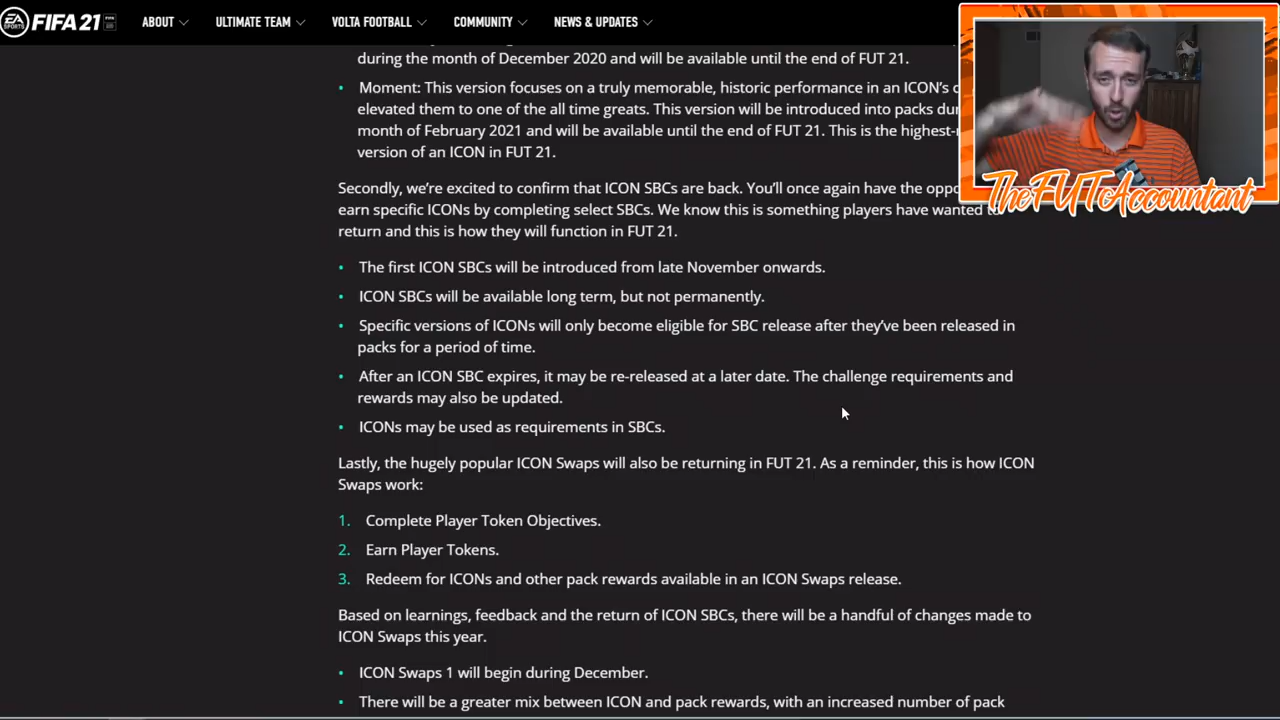 EA SPORTS FIFA 21 ABOUT ULTIMATE TEAM VOLTA FOOTBALL COMMUNITY NEWS & UPDATES
during the month of December 2020 and will be available until the end of FUT 21.
• Moment: This version focuses on a truly memorable, historic performance in an ICON's
elevated them to one of the all time greats. This version will be introduced into packs
month of February 2021 and will be available until the end of FUT 21. This is the
version of an ICON in FUT 21.
TheFUTAccountant
Secondly, we're excited to confirm that ICON SBCs are back. You'll once again have the
earn specific ICONs by completing select SBCs. We know this is something players have wanted to
return and this is how they will function in FUT 21.
• The first ICON SBCs will be introduced from late November onwards.
• ICON SBCs will be available long term, but not permanently.
• Specific versions of ICONs will only become eligible for SBC release after they've been released in
packs for a period of time.
• After an ICON SBC expires, it may be re-released at a later date. The challenge requirements and
rewards may also be updated.
• ICONs may be used as requirements in SBCs.
Lastly, the hugely popular ICON Swaps will also be returning in FUT 21. As a reminder, this is how ICON
Swaps work:
1. Complete Player Token Objectives.
2. Earn Player Tokens.
3. Redeem for ICONs and other pack rewards available in an ICON Swaps release.
Based on learnings, feedback and the return of ICON SBCs, there will be a handful of changes made to
ICON Swaps this year.
• ICON Swaps 1 will begin during December.
• There will be a greater mix between ICON and pack rewards, with an increased number of pack